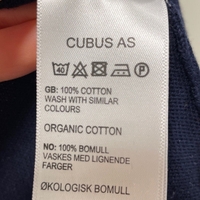 CUBUS AS
40
P
GB: 100% COTTON
WASH WITH SIMILAR
COLOURS
ORGANIC COTTON
NO: 100% BOMULL
VASKES MED LIGNENDE
FARGER
ØKOLOGISK BOMULL